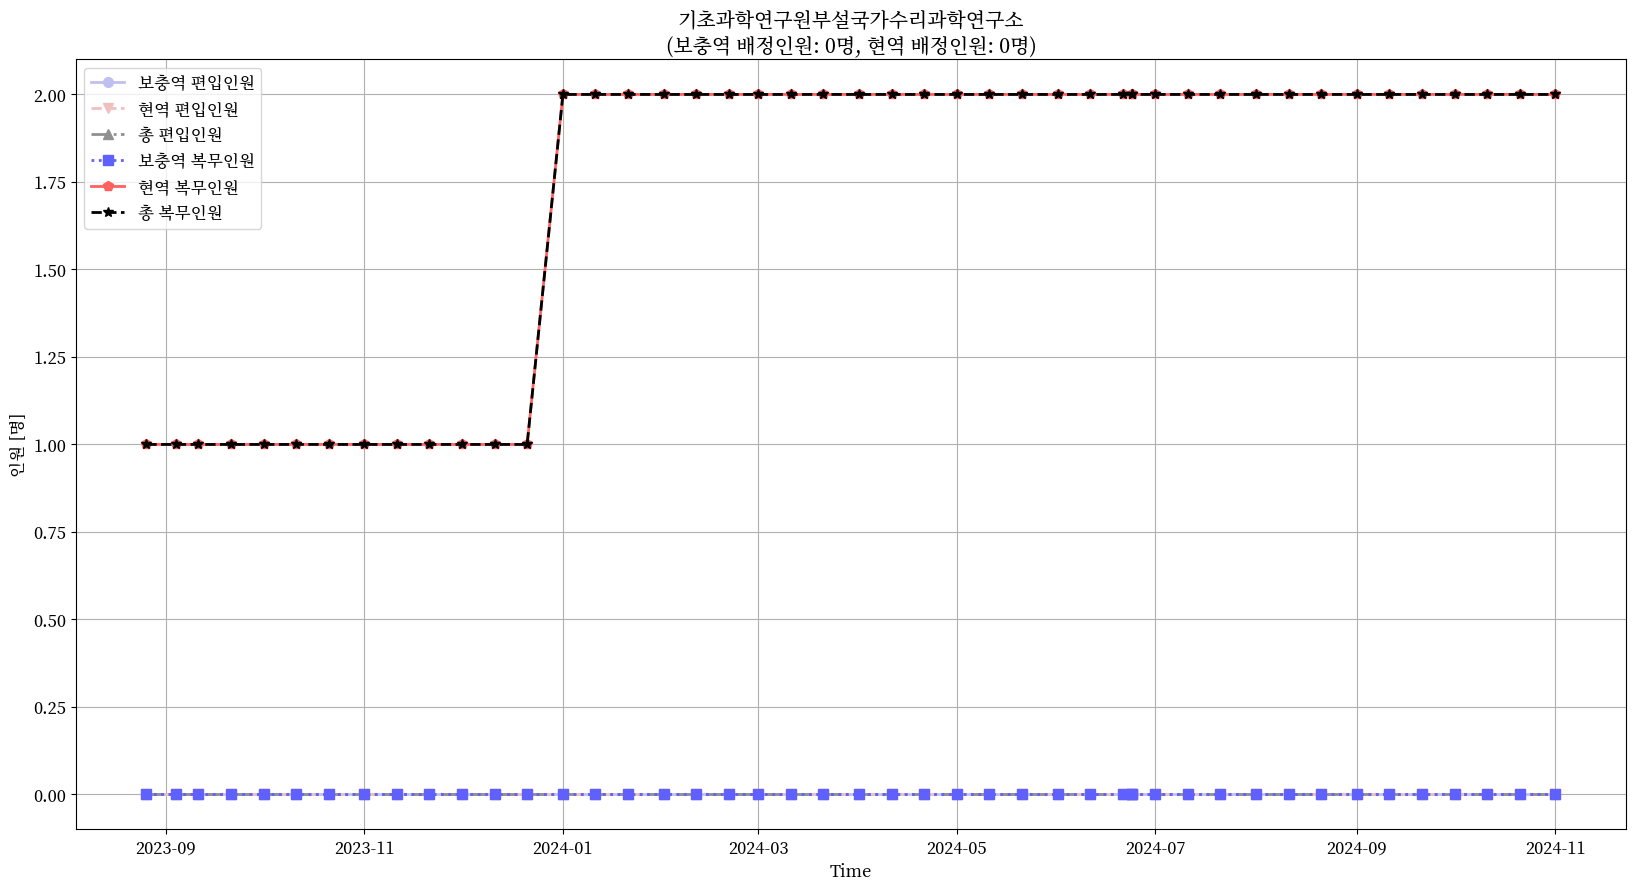 기초과학연구원부설국가수리과학연구소
(보충역 배정인원: 0명, 현역 배정인원: 0명)
보충역 편입인원
현역 편입인원
총 편입인원
보충역 복무인원
현역 복무인원
총 복무인원
2.00
1.75
1.50
1.25
1.00
0.75
0.50
0.25
0.00
인원 [명]
2023-09
2023-11
2024-01
2024-03
2024-05
2024-07
2024-09
2024-11
Time